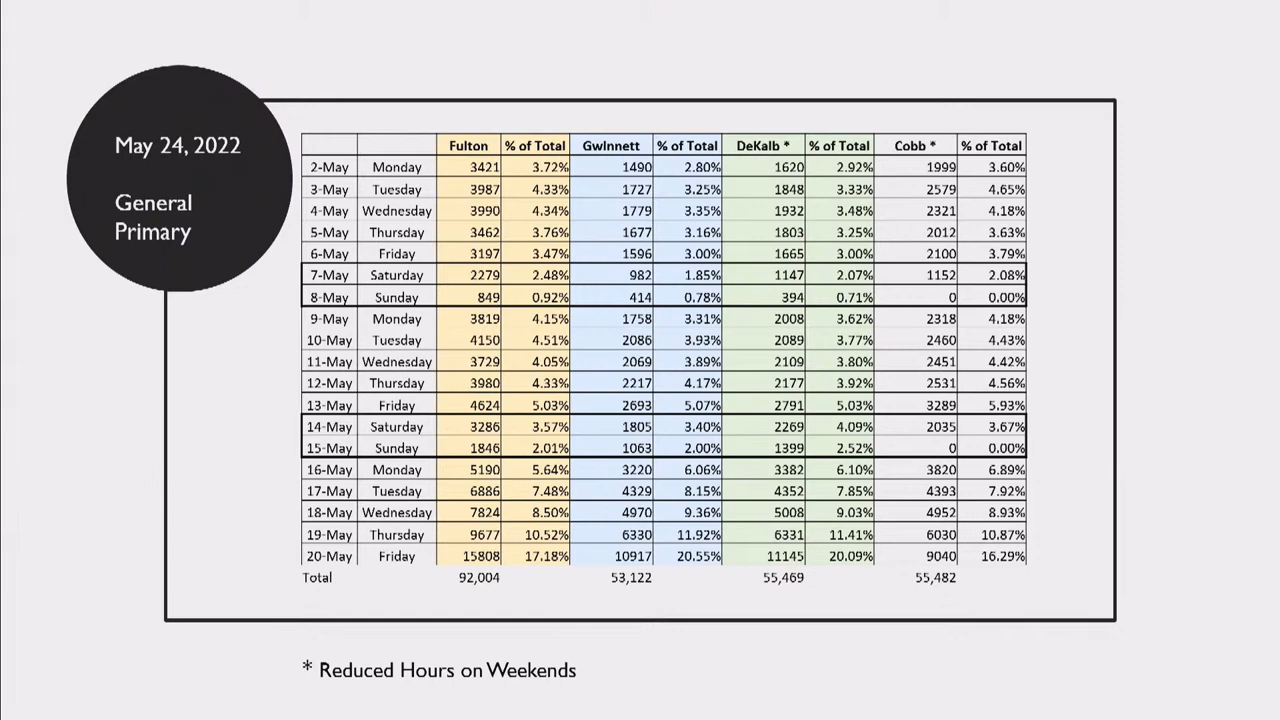 May 24, 2022
General
Primary
Fulton % of Total GwInnett % of Total DeKalb * % of Total Cobb * % of Total
2-May Monday 3421 3.72% 1490 2.80% 1620 2.92% 1999 3.60%
3-May Tuesday 3987 4.33% 1727 3.25% 1848 3.33% 2579 4.65%
4-May Wednesday 3990 4.34% 1779 3.35% 1932 3.48% 2321 4.18%
5-May Thursday 3462 3.76% 1677 3.16% 1803 3.25% 2012 3.63%
6-May Friday 3197 3.47% 1596 3.00% 1665 3.00% 2100 3.79%
7-May Saturday 2279 2.48% 982 1.85% 1147 2.07% 1152 2.08%
8-May Sunday 849 0.92% 414 0.78% 394 0.71% 0 0.00%
9-May Monday 3819 4.15% 1758 3.31% 2008 3.62% 2318 4.18%
10-May Tuesday 4150 4.51% 2086 3.93% 2089 3.77% 2460 4.43%
11-May Wednesday 3729 4.05% 2069 3.89% 2109 3.80% 2451 4.42%
12-May Thursday 3980 4.33% 2217 4.17% 2177 3.92% 2531 4.56%
13-May Friday 4624 5.03% 2693 5.07% 2791 5.03% 3289 5.93%
14-May Saturday 3286 3.57% 1805 3.40% 2269 4.09% 2035 3.67%
15-May Sunday 1846 2.01% 1063 2.00% 1399 2.52% 0 0.00%
16-May Monday 5190 5.64% 3220 6.06% 3382 6.10% 3820 6.89%
17-May Tuesday 6886 7.48% 4329 8.15% 4352 7.85% 4393 7.92%
18-May Wednesday 7824 8.50% 4970 9.36% 5008 9.03% 4952 8.93%
19-May Thursday 9677 10.52% 6330 11.92% 6331 11.41% 6030 10.87%
20-May Friday 15808 17.18% 10917 20.55% 11145 20.09% 9040 16.29%
Total 92,004 53,122 55,469 55,482
* Reduced Hours on Weekends